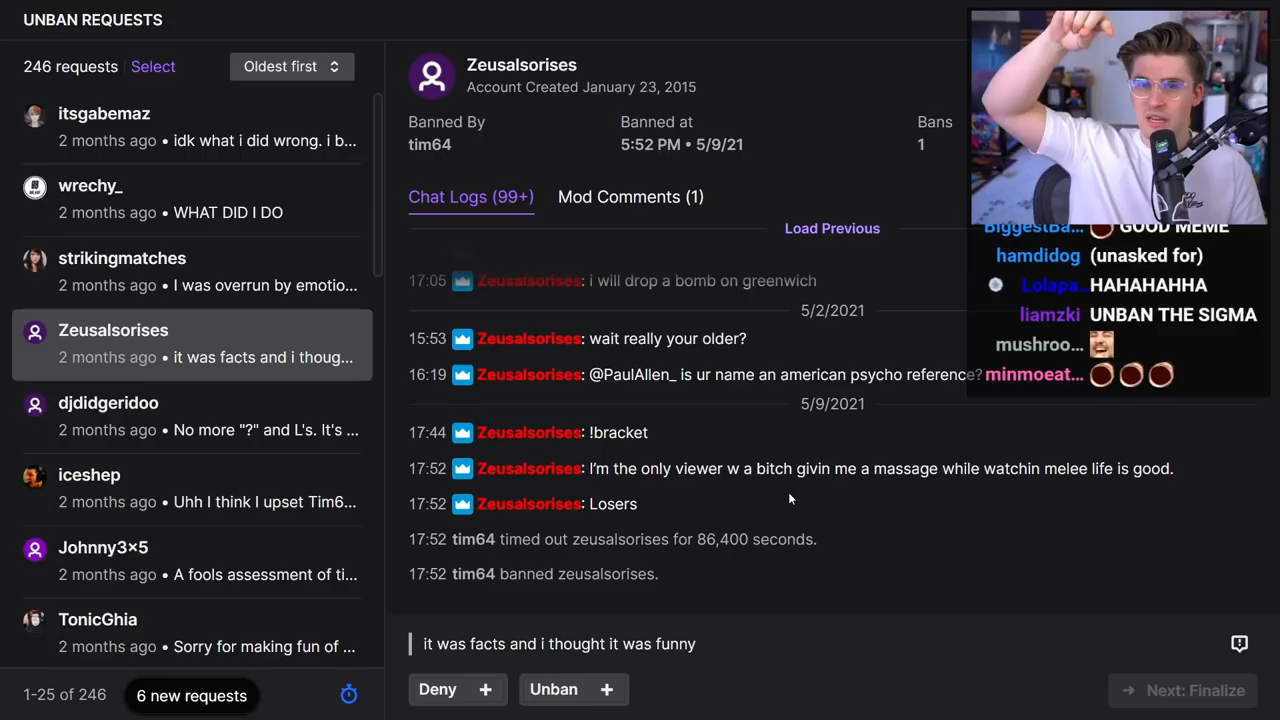 UNBAN REQUESTS
246 requests Select Oldest first
itsgabemaz
2 months ago • idk what i did wrong. i b...
wrechy_
2 months ago • WHAT DID I DO
strikingmatches
2 months ago • I was overrun by emotio...
Zeusalsorises
2 months ago • it was facts and i thoug...
djdidgeridoo
2 months ago • No more "?" and L's. It's ...
iceshep
2 months ago • Uhh I think I upset Tim6...
Johnny3×5
2 months ago • A fools assessment of ti...
TonicGhia
2 months ago • Sorry for making fun of ...
1-25 of 246 6 new requests
Zeusalsorises
Account Created January 23, 2015
Banned By Banned at Bans
tim64 5:52 PM • 5/9/21 1
Chat Logs (99+) Mod Comments (1)
Load Previous
17:05 Zeusalsorises: i will drop a bomb on greenwich
5/2/2021
15:53 Zeusalsorises: wait really your older?
16:19 Zeusalsorises: @PaulAllen_ is ur name an american psycho reference?
5/9/2021
17:44 Zeusalsorises: !bracket
17:52 Zeusalsorises: I'm the only viewer w a bitch givin me a massage while watchin melee life is good.
17:52 Zeusalsorises: Losers
17:52 tim64 timed out zeusalsorises for 86,400 seconds.
17:52 tim64 banned zeusalsorises.
it was facts and i thought it was funny
Deny + Unban + → Next: Finalize
BiggestBa... GOOD MEME
hamdidog (unasked for)
Lolapa... HAHAHAHHA
liamzki UNBAN THE SIGMA
mushroo...
minmoeat...